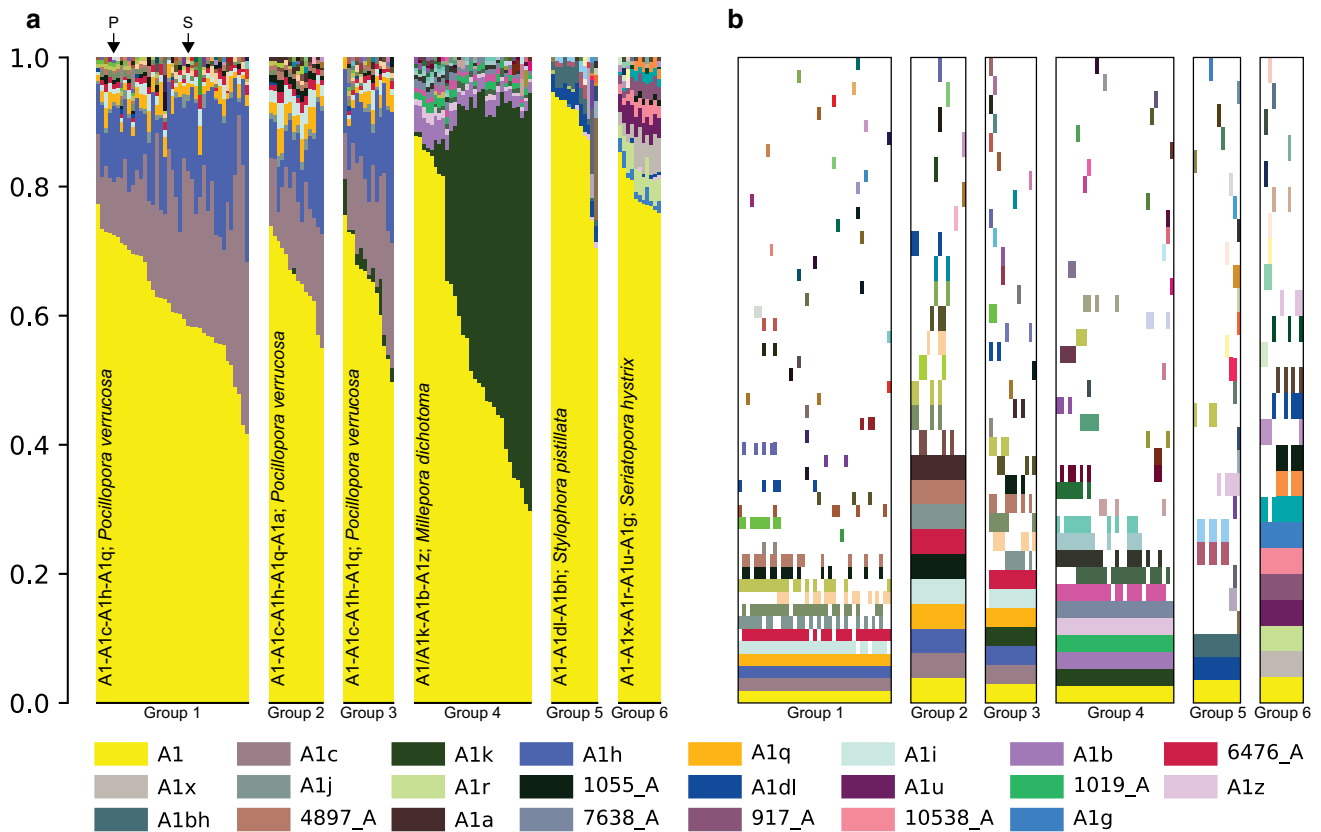 a
b
P
S
1.0
0.8
0.6
0.4
0.2
0.0
A1-A1c-A1h-A1q; Pocillopora verrucosa
A1-A1c-A1h-A1q-A1a; Pocillopora verrucosa
A1-A1c-A1h-A1q; Pocillopora verrucosa
A1/A1k-A1b-A1z; Millepora dichotoma
A1-A1dl-A1bh; Stylophora pistillata
A1-A1x-A1r-A1u-A1g; Seriatopora hystrix
Group 1
Group 2
Group 3
Group 4
Group 5
Group 6
Group 1
Group 2
Group 3
Group 4
Group 5
Group 6
A1 A1c A1k A1h A1q A1i A1b 6476_A
A1x A1j A1r 1055_A A1dl A1u 1019_A A1z
A1bh 4897_A A1a 7638_A 917_A 10538_A A1g